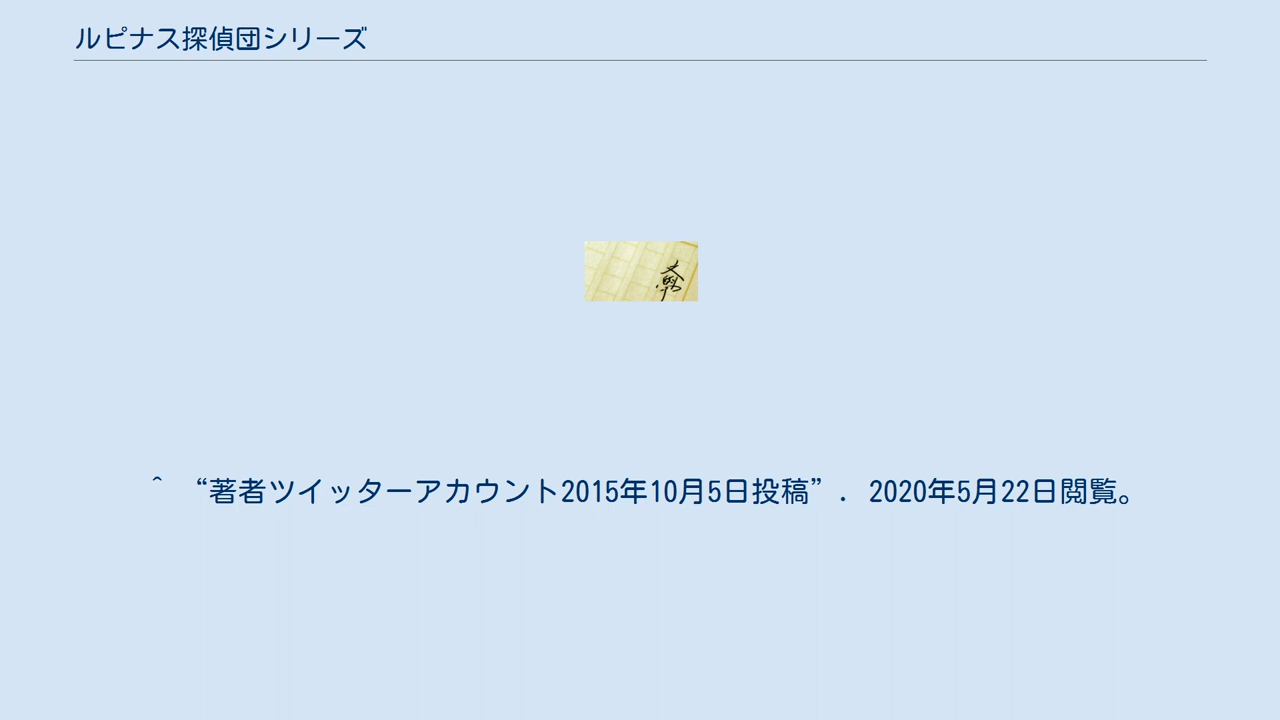 ルピナス探偵団シリーズ
^ “著者ツイッターアカウント2015年10月5日投稿”. 2020年5月22日閲覧。